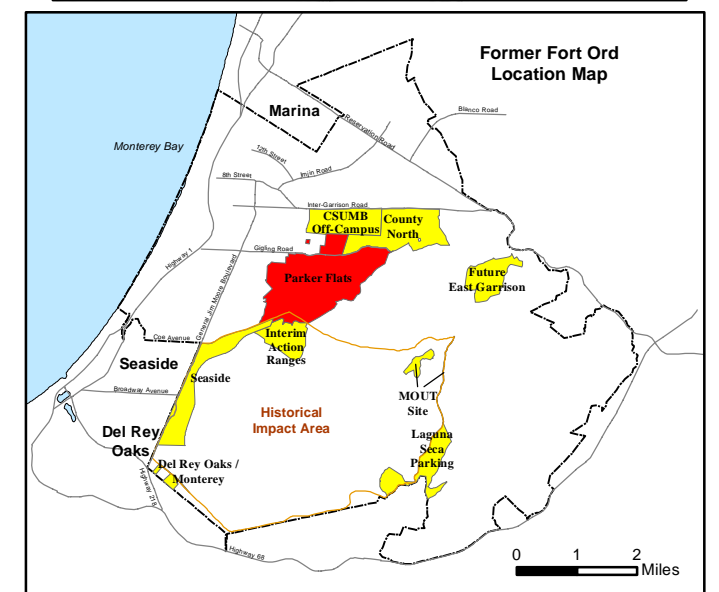 Former Fort Ord
Location Map
Marina
Blanco Road
Reservation Road
Monterey Bay
12th Street
Imjin Road
8th Street
Inter-Garrison Road
CSUMB
Off-Campus
County
North
Gigling Road
Highway 1
General Jim Moore Boulevard
Parker Flats
Future
East Garrison
Coe Avenue
Interim
Action
Ranges
Seaside
Seaside
Broadway Avenue
MOUT
Site
Historical
Impact Area
Del Rey
Oaks
Laguna
Seca
Parking
Del Rey Oaks /
Monterey
Highway 218
Highway 68
0 1 2
Miles